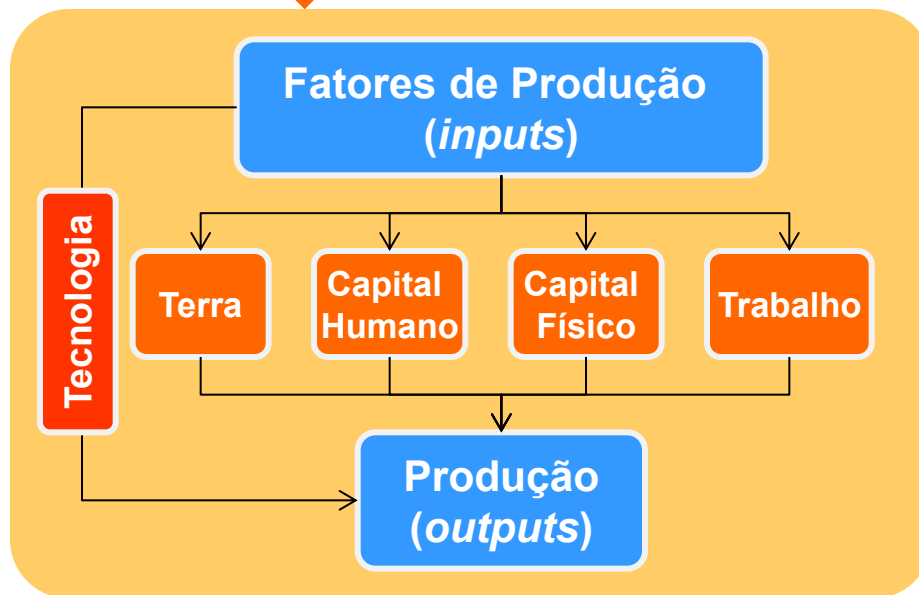 Fatores de Produção
(inputs)
Tecnologia
Terra
Capital
Humano
Capital
Físico
Trabalho
Produção
(outputs)